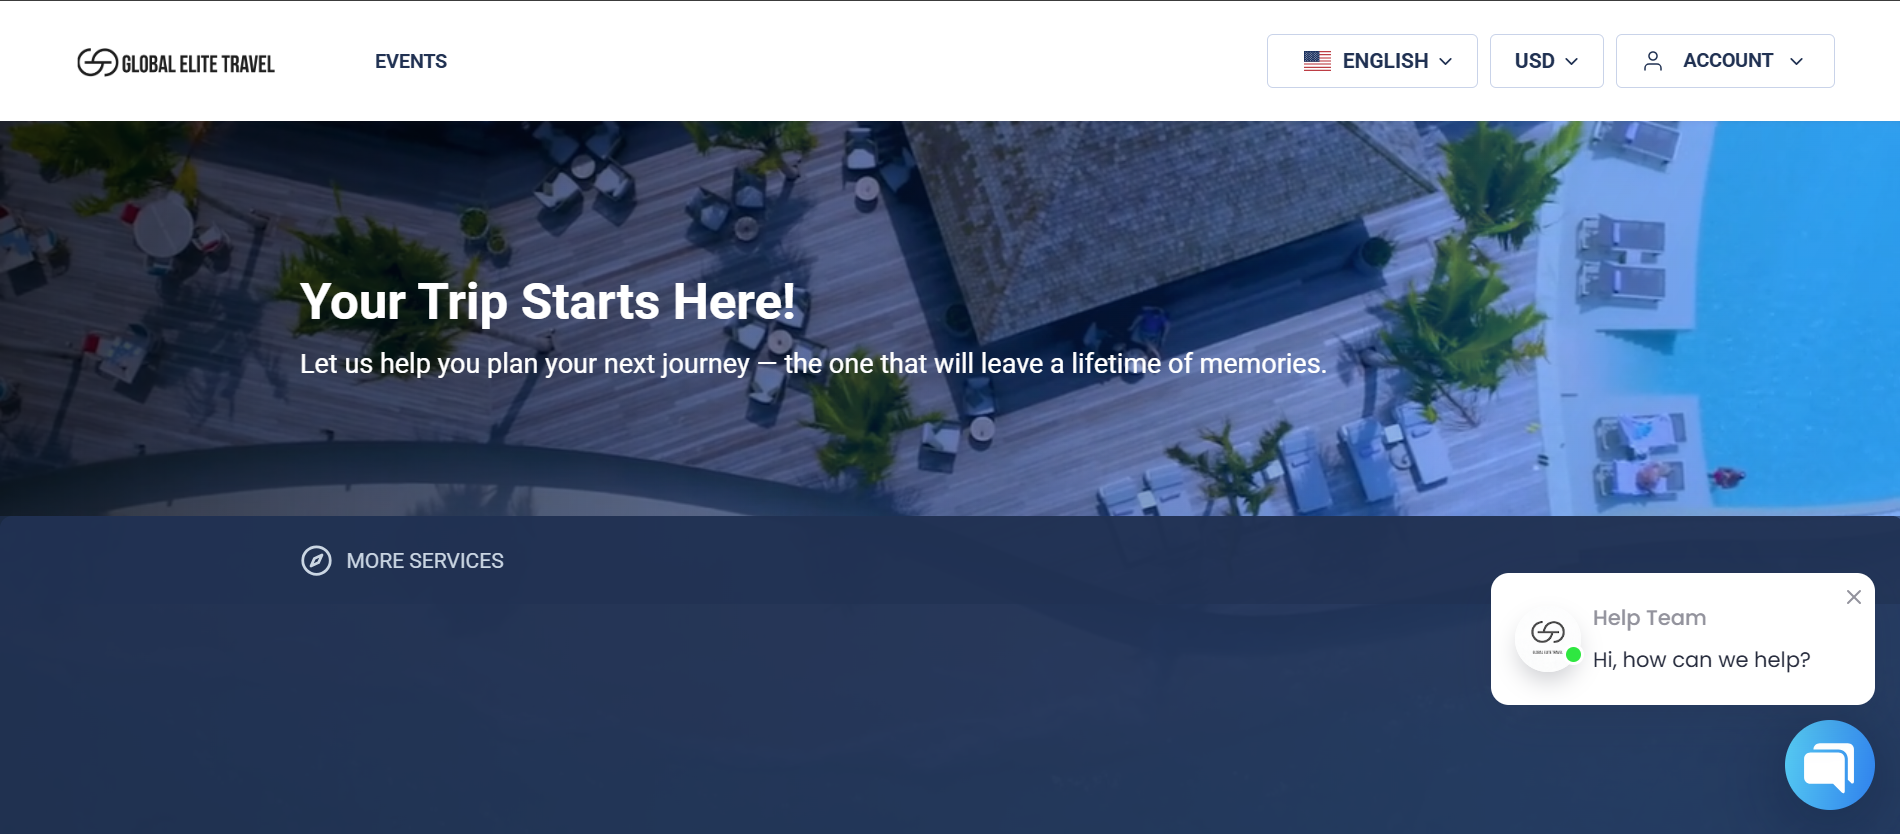 GLOBAL ELITE TRAVEL
EVENTS
ENGLISH
USD
ACCOUNT
Your Trip Starts Here!
Let us help you plan your next journey — the one that will leave a lifetime of memories.
MORE SERVICES
Help Team
Hi, how can we help?